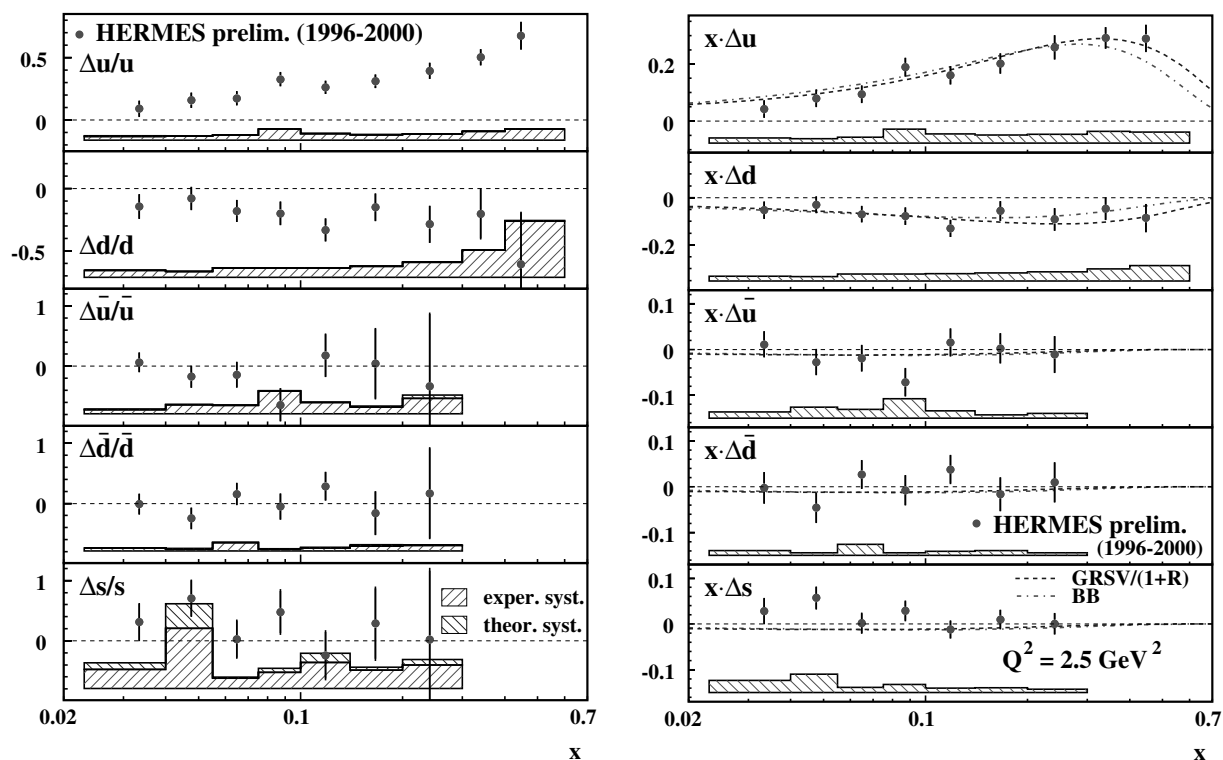 HERMES prelim. (1996-2000)
Δu/u
0.5
0
Δd/d
0
-0.5
Δū/ū
1
0
Δd̄/d̄
1
0
Δs/s
1
0
exper. syst.
theor. syst.
0.02
0.1
0.7
x
x·Δu
0.2
0
x·Δd
0
-0.2
x·Δū
0.1
0
-0.1
x·Δd̄
0.1
0
-0.1
HERMES prelim.
(1996-2000)
x·Δs
0.1
0
-0.1
GRSV/(1+R)
BB
Q² = 2.5 GeV²
0.02
0.1
0.7
x